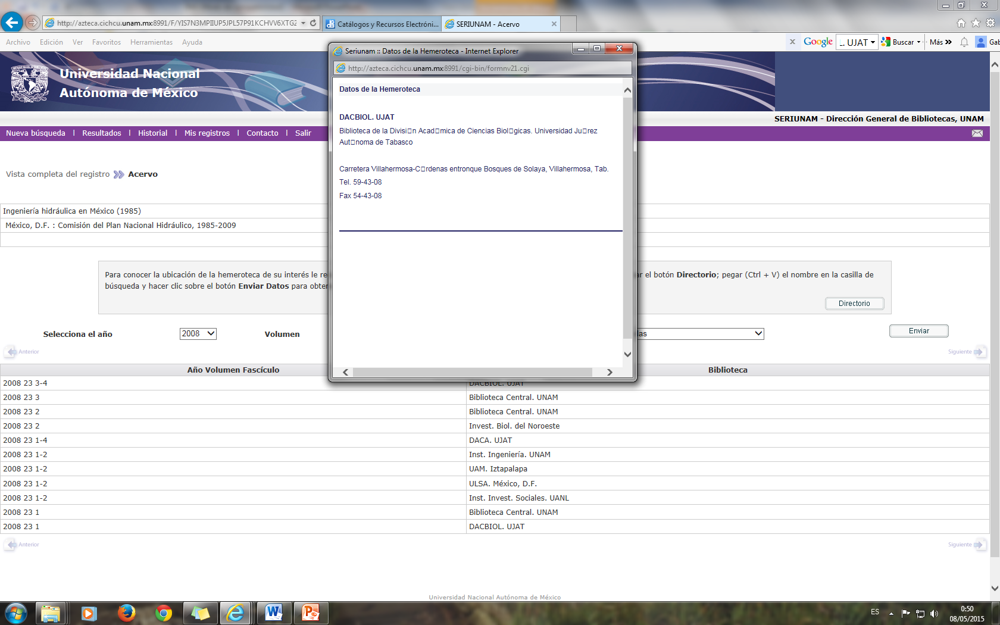 http://azteca.cichcu.unam.mx:8991/F/YIS7N3MPIIUP5JPL57P91KCHVV6XTG2
Catálogos y Recursos Electróni...
SERIUNAM - Acervo
Archivo Edición Ver Favoritos Herramientas Ayuda
x Google . UJAT Buscar Más »
Seriunam :: Datos de la Hemeroteca - Internet Explorer
http://azteca.cichcu.unam.mx:8991/cgi-bin/formnv21.cgi
Datos de la Hemeroteca
DACBIOL. UJAT
Biblioteca de la Divisi□n Acad□mica de Ciencias Biol□gicas. Universidad Ju□rez
Aut□noma de Tabasco
Carretera Villahermosa-C□rdenas entronque Bosques de Solaya, Villahermosa, Tab.
Tel. 59-43-08
Fax 54-43-08
Universidad Nacional
Autónoma de México
SERIUNAM - Dirección General de Bibliotecas, UNAM
Nueva búsqueda | Resultados | Historial | Mis registros | Contacto | Salir
Vista completa del registro Acervo
Ingeniería hidráulica en México (1985)
México, D.F. : Comisión del Plan Nacional Hidráulico, 1985-2009
Para conocer la ubicación de la hemeroteca de su interés le re
ar el botón Directorio; pegar (Ctrl + V) el nombre en la casilla de
búsqueda y hacer clic sobre el botón Enviar Datos para obter
Directorio
Selecciona el año 2008 Volumen las Enviar
Anterior Siguiente
Año Volumen Fascículo Biblioteca
2008 23 3-4 DACBIOL. UJAT
2008 23 3 Biblioteca Central. UNAM
2008 23 2 Biblioteca Central. UNAM
2008 23 2 Invest. Biol. del Noroeste
2008 23 1-4 DACA. UJAT
2008 23 1-2 Inst. Ingeniería. UNAM
2008 23 1-2 UAM. Iztapalapa
2008 23 1-2 ULSA. México, D.F.
2008 23 1-2 Inst. Invest. Sociales. UANL
2008 23 1 Biblioteca Central. UNAM
2008 23 1 DACBIOL. UJAT
Anterior Siguiente
Universidad Nacional Autónoma de México
ES 0:50
08/05/2015